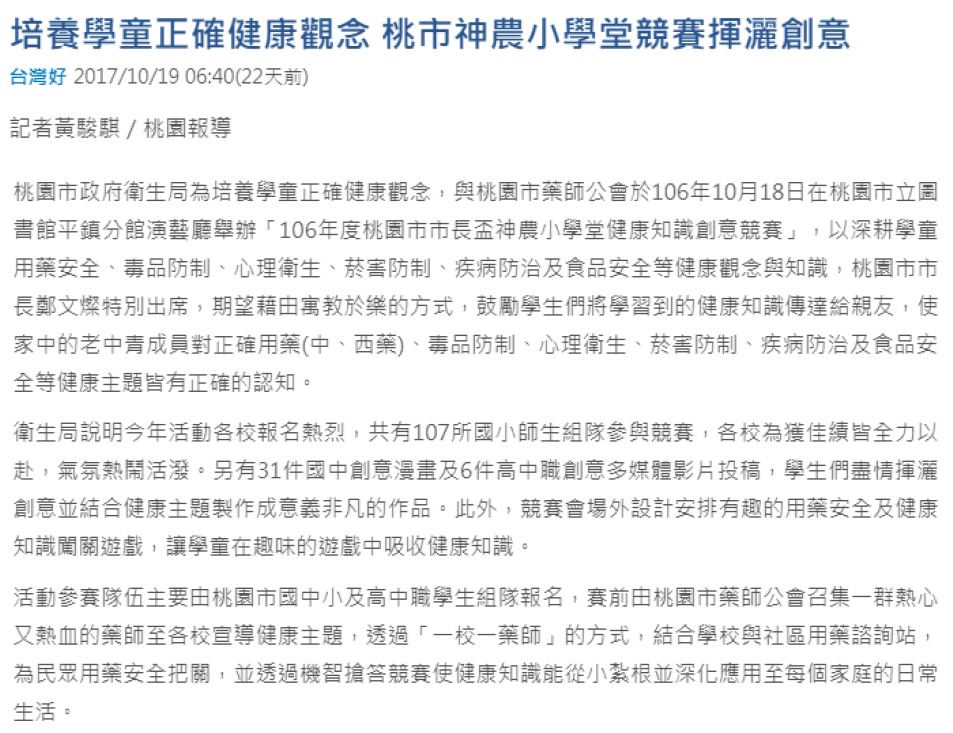 培養學童正確健康觀念 桃市神農小學堂競賽揮灑創意
台灣好 2017/10/19 06:40(22天前)
記者黃駿騏 / 桃園報導
桃園市政府衛生局為培養學童正確健康觀念，與桃園市藥師公會於106年10月18日在桃園市立圖
書館平鎮分館演藝廳舉辦「106年度桃園市市長盃神農小學堂健康知識創意競賽」，以深耕學童
用藥安全、毒品防制、心理衛生、菸害防制、疾病防治及食品安全等健康觀念與知識，桃園市市
長鄭文燦特別出席，期望藉由寓教於樂的方式，鼓勵學生們將學習到的健康知識傳達給親友，使
家中的老中青成員對正確用藥(中、西藥)、毒品防制、心理衛生、菸害防制、疾病防治及食品安
全等健康主題皆有正確的認知。
衛生局說明今年活動各校報名熱烈，共有107所國小師生組隊參與競賽，各校為獲佳績皆全力以
赴，氣氛熱鬧活潑。另有31件國中創意漫畫及6件高中職創意多媒體影片投稿，學生們盡情揮灑
創意並結合健康主題製作成意義非凡的作品。此外，競賽會場外設計安排有趣的用藥安全及健康
知識闖關遊戲，讓學童在趣味的遊戲中吸收健康知識。
活動參賽隊伍主要由桃園市國中小及高中職學生組隊報名，賽前由桃園市藥師公會召集一群熱心
又熱血的藥師至各校宣導健康主題，透過「一校一藥師」的方式，結合學校與社區用藥諮詢站，
為民眾用藥安全把關，並透過機智搶答競賽使健康知識能從小紮根並深化應用至每個家庭的日常
生活。